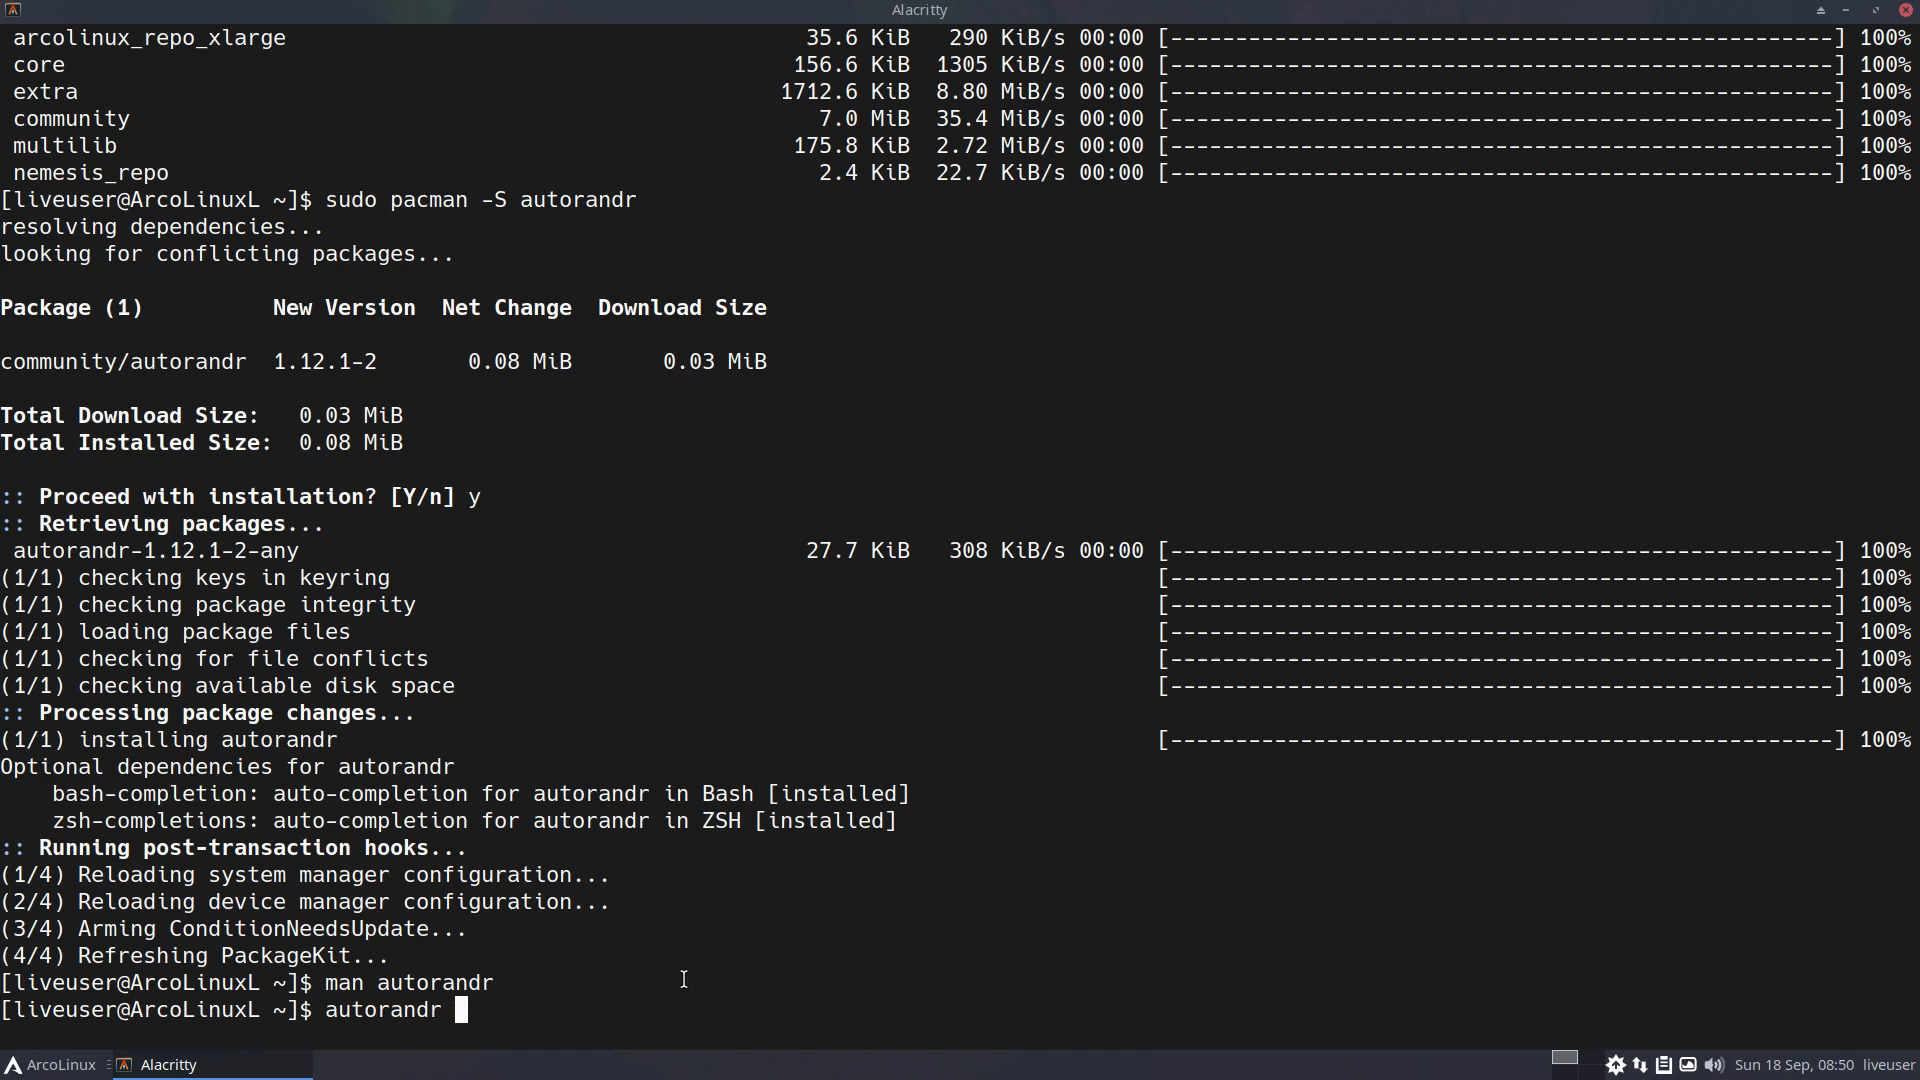 Alacritty
arcolinux_repo_xlarge 35.6 KiB 290 KiB/s 00:00 [---------------------------------------------------] 100%
core 156.6 KiB 1305 KiB/s 00:00 [---------------------------------------------------] 100%
extra 1712.6 KiB 8.80 MiB/s 00:00 [---------------------------------------------------] 100%
community 7.0 MiB 35.4 MiB/s 00:00 [---------------------------------------------------] 100%
multilib 175.8 KiB 2.72 MiB/s 00:00 [---------------------------------------------------] 100%
nemesis_repo 2.4 KiB 22.7 KiB/s 00:00 [---------------------------------------------------] 100%
[liveuser@ArcoLinuxL ~]$ sudo pacman -S autorandr
resolving dependencies...
looking for conflicting packages...
Package (1) New Version Net Change Download Size
community/autorandr 1.12.1-2 0.08 MiB 0.03 MiB
Total Download Size: 0.03 MiB
Total Installed Size: 0.08 MiB
:: Proceed with installation? [Y/n] y
:: Retrieving packages...
autorandr-1.12.1-2-any 27.7 KiB 308 KiB/s 00:00 [---------------------------------------------------] 100%
(1/1) checking keys in keyring [---------------------------------------------------] 100%
(1/1) checking package integrity [---------------------------------------------------] 100%
(1/1) loading package files [---------------------------------------------------] 100%
(1/1) checking for file conflicts [---------------------------------------------------] 100%
(1/1) checking available disk space [---------------------------------------------------] 100%
:: Processing package changes...
(1/1) installing autorandr [---------------------------------------------------] 100%
Optional dependencies for autorandr
bash-completion: auto-completion for autorandr in Bash [installed]
zsh-completions: auto-completion for autorandr in ZSH [installed]
:: Running post-transaction hooks...
(1/4) Reloading system manager configuration...
(2/4) Reloading device manager configuration...
(3/4) Arming ConditionNeedsUpdate...
(4/4) Refreshing PackageKit...
[liveuser@ArcoLinuxL ~]$ man autorandr
[liveuser@ArcoLinuxL ~]$ autorandr
ArcoLinux Alacritty Sun 18 Sep, 08:50 liveuser